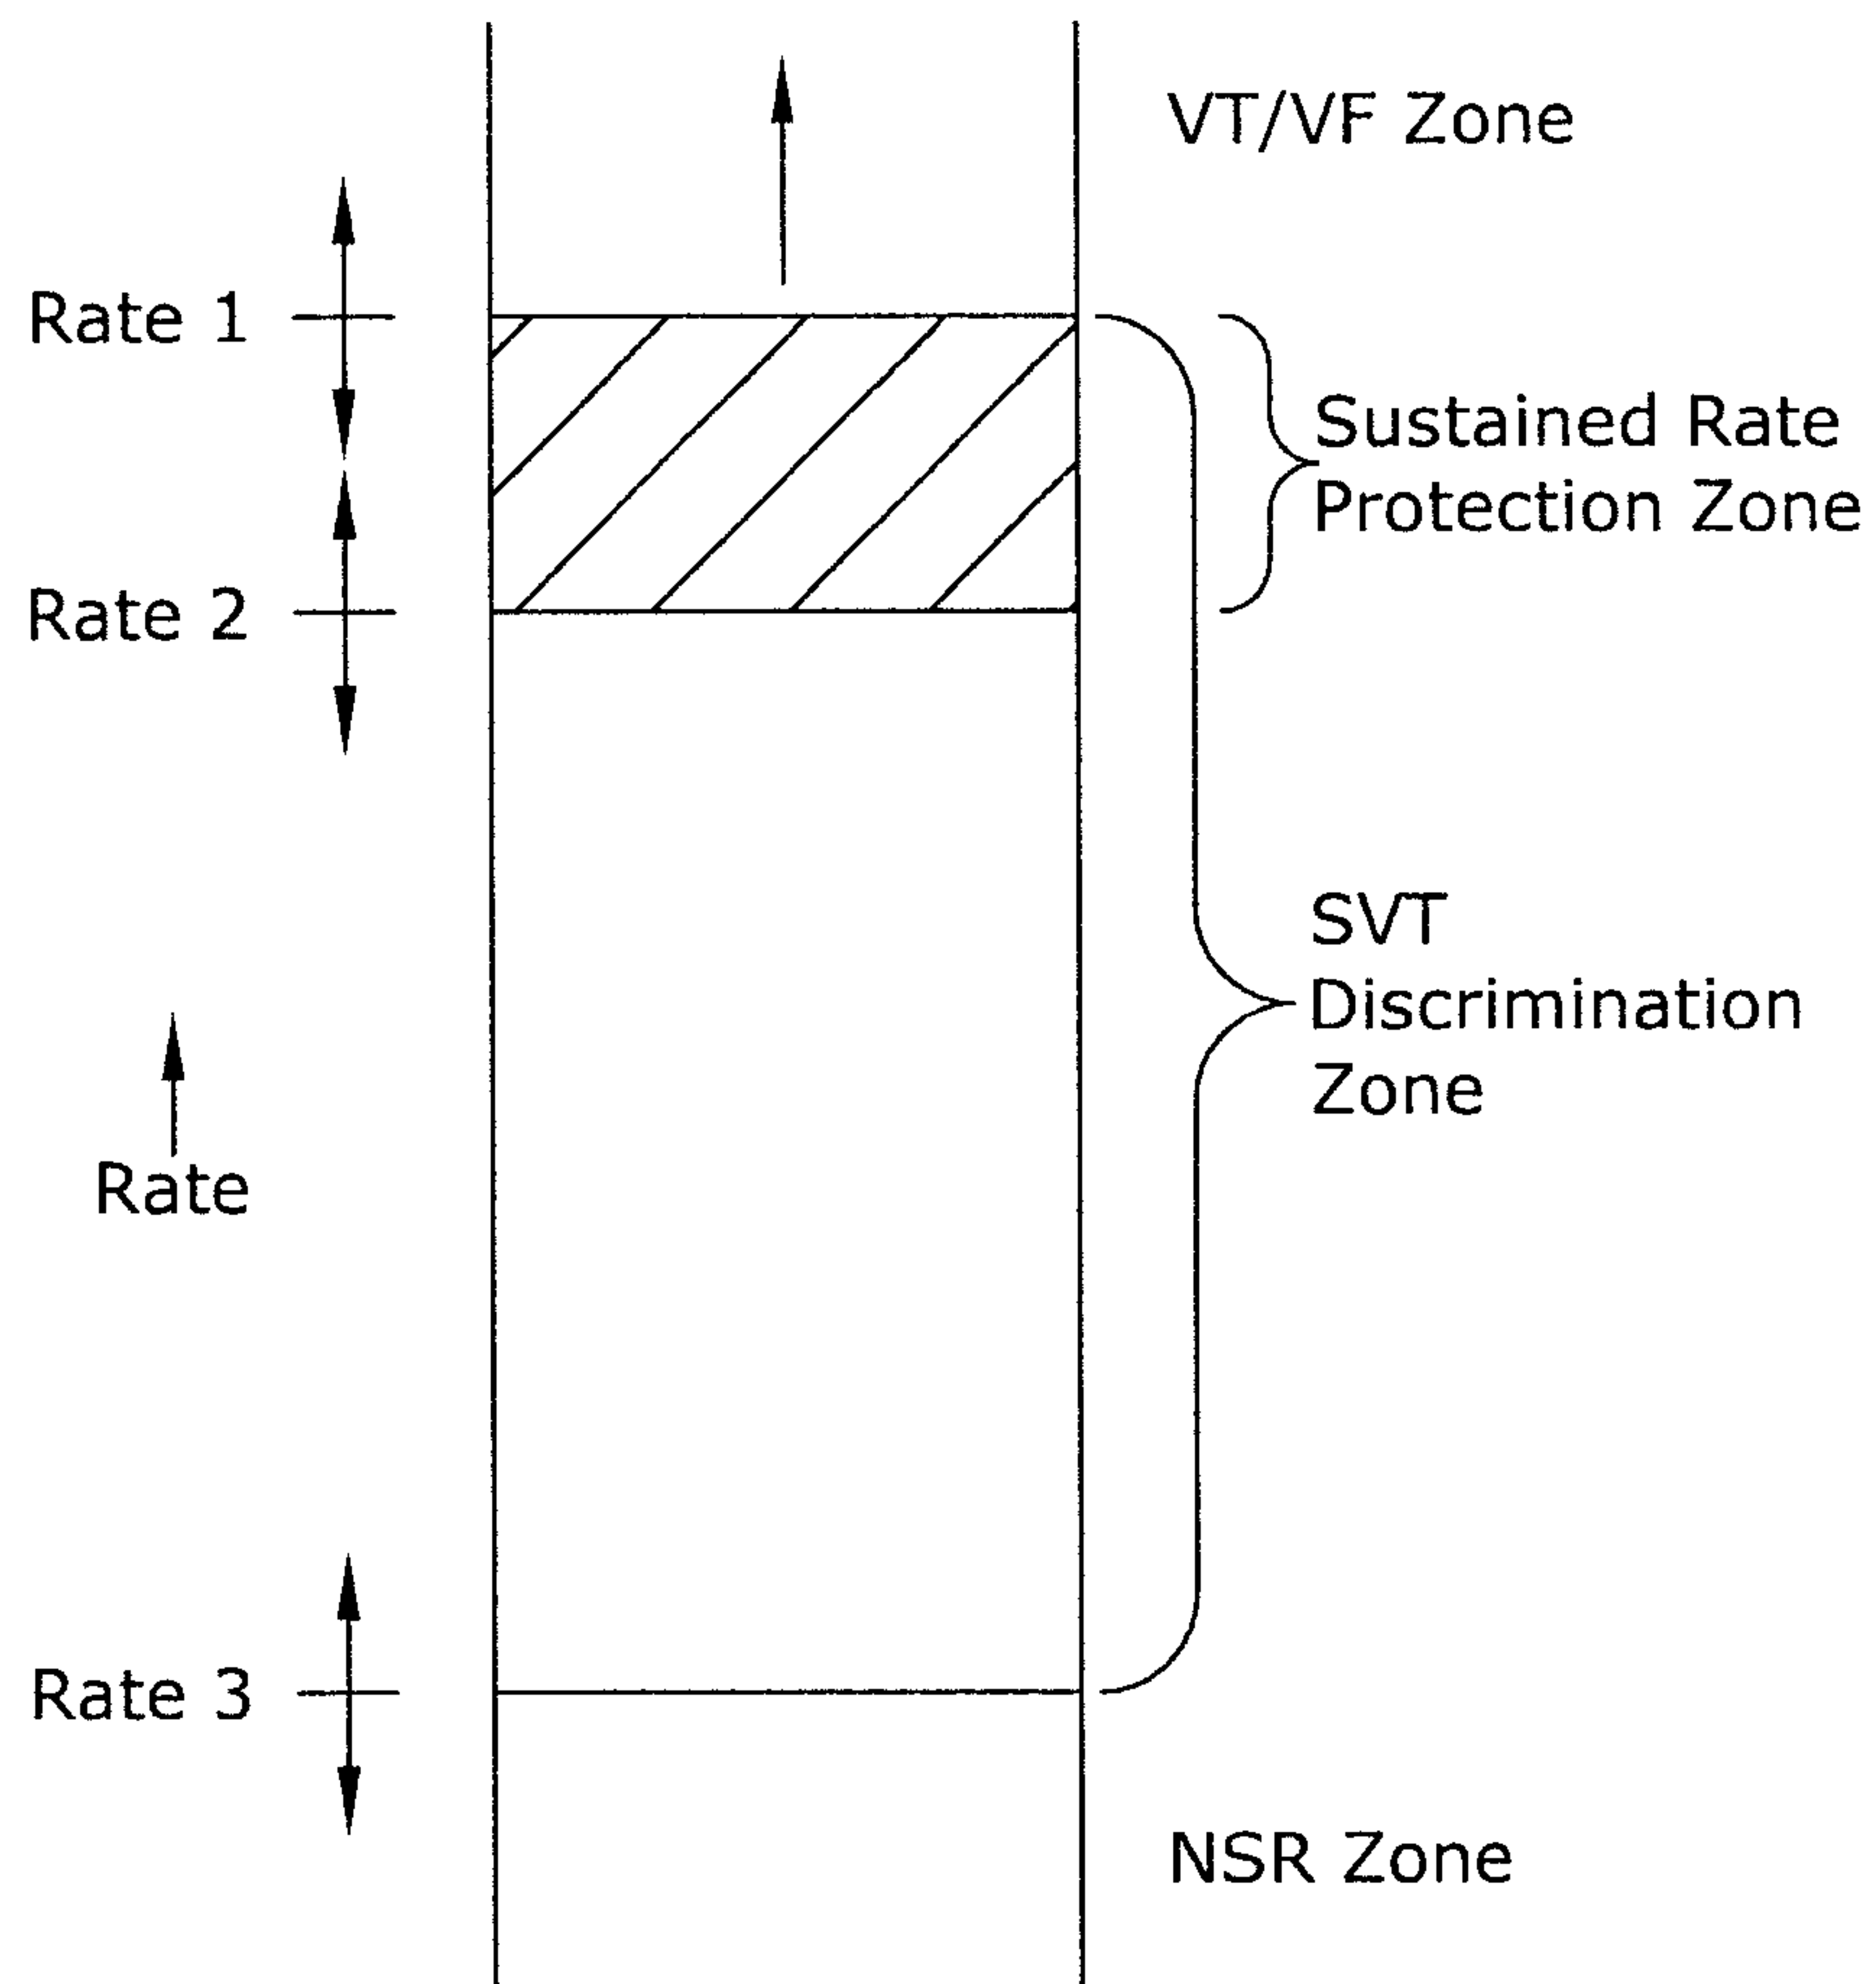 VT/VF Zone
Rate 1
Sustained Rate
Protection Zone
Rate 2
SVT
Discrimination
Zone
Rate
Rate 3
NSR Zone